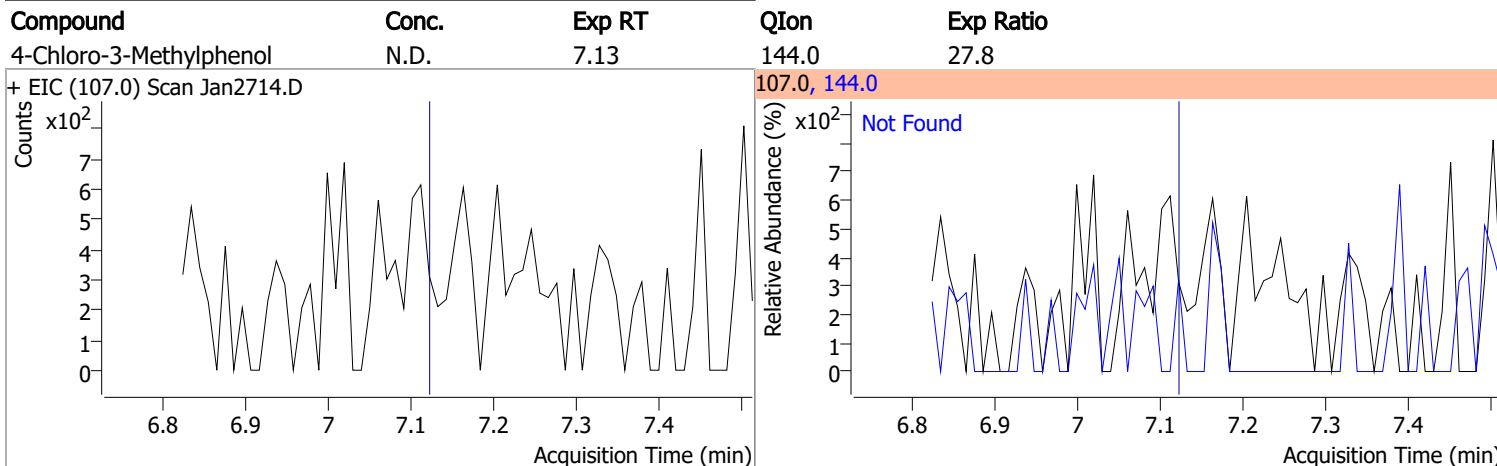 Compound Conc. Exp RT QIon Exp Ratio
4-Chloro-3-Methylphenol N.D. 7.13 144.0 27.8
+ EIC (107.0) Scan Jan2714.D
Counts
x10²
7
6
5
4
3
2
1
0
6.8 6.9 7 7.1 7.2 7.3 7.4
Acquisition Time (min)
107.0, 144.0
Relative Abundance (%)
x10²
Not Found
7
6
5
4
3
2
1
0
6.8 6.9 7 7.1 7.2 7.3 7.4
Acquisition Time (min)